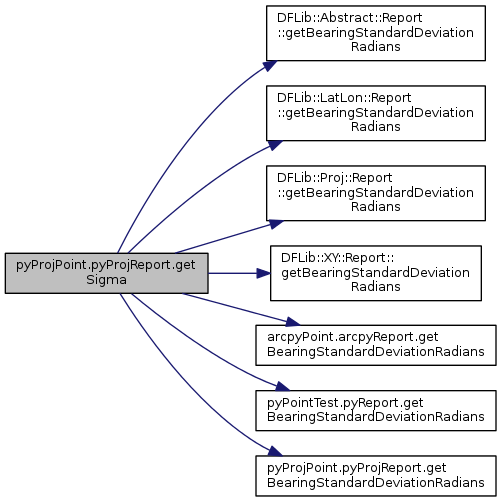 DFLib::Abstract::Report
::getBearingStandardDeviation
Radians
DFLib::LatLon::Report
::getBearingStandardDeviation
Radians
DFLib::Proj::Report
::getBearingStandardDeviation
Radians
pyProjPoint.pyProjReport.get
Sigma
DFLib::XY::Report::
getBearingStandardDeviation
Radians
arcpyPoint.arcpyReport.get
BearingStandardDeviationRadians
pyPointTest.pyReport.get
BearingStandardDeviationRadians
pyProjPoint.pyProjReport.get
BearingStandardDeviationRadians